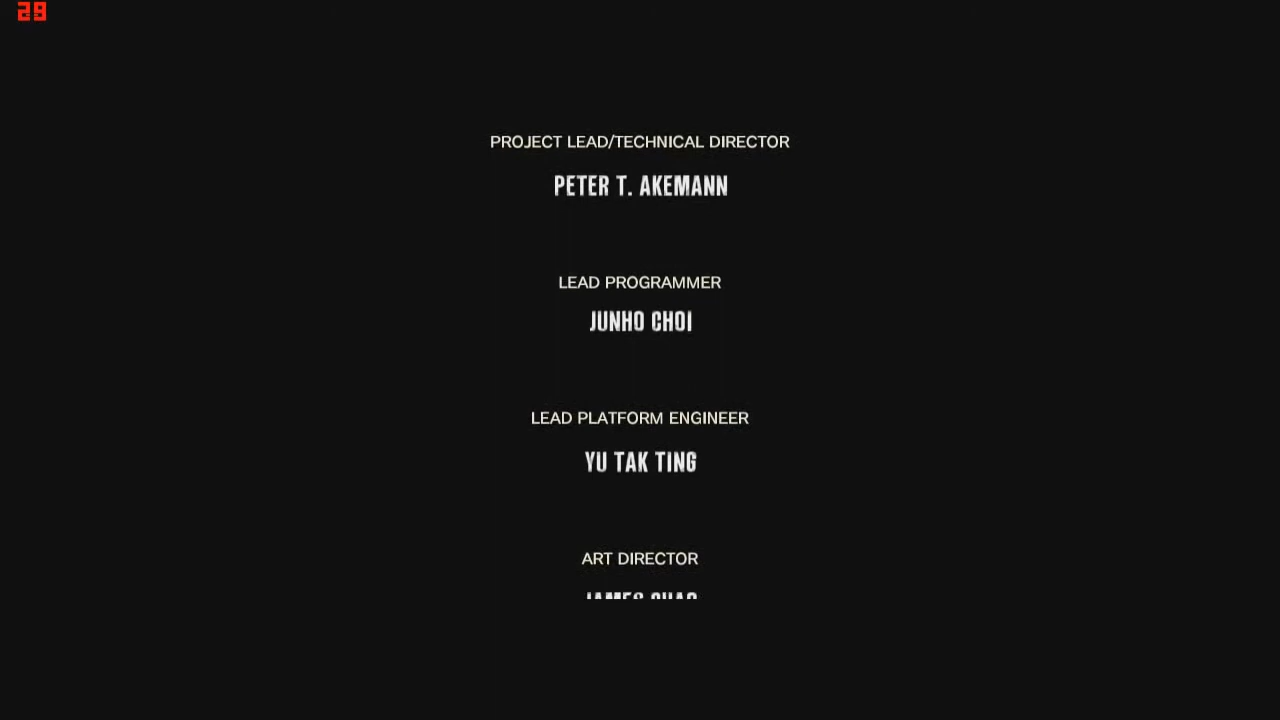 29
PROJECT LEAD/TECHNICAL DIRECTOR
PETER T. AKEMANN
LEAD PROGRAMMER
JUNHO CHOI
LEAD PLATFORM ENGINEER
YU TAK TING
ART DIRECTOR
JAMES